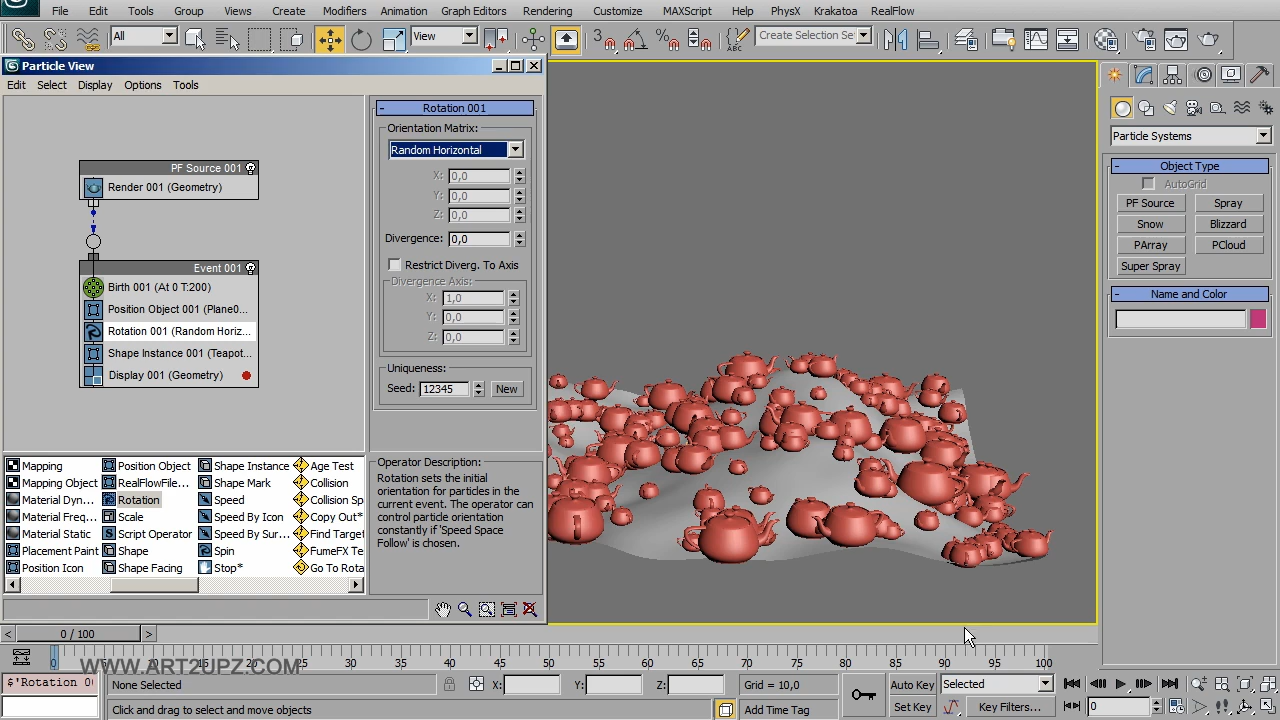 File Edit Tools Group Views Create Modifiers Animation Graph Editors Rendering Customize MAXScript Help PhysX Krakatoa RealFlow
All View 3 ABC Create Selection Se
Particle View
Edit Select Display Options Tools
PF Source 001
Render 001 (Geometry)
Event 001
Birth 001 (At 0 T:200)
Position Object 001 (Plane0...
Rotation 001 (Random Horiz...
Shape Instance 001 (Teapot...
Display 001 (Geometry)
- Rotation 001
Orientation Matrix:
Random Horizontal
X: 0,0
Y: 0,0
Z: 0,0
Divergence: 0,0
Restrict Diverg. To Axis
Divergence Axis:
X: 1,0
Y: 0,0
Z: 0,0
Uniqueness:
Seed: 12345 New
Mapping Position Object Shape Instance Age Test
Mapping Object RealFlowFile... Shape Mark Collision
Material Dyn... Rotation Speed Collision Sp
Material Freq... Scale Speed By Icon Copy Out*
Material Static Script Operator Speed By Sur... Find Target
Placement Paint Shape Spin FumeFX Te
Position Icon Shape Facing Stop* Go To Rota
Operator Description:
Rotation sets the initial
orientation for particles in the
current event. The operator can
control particle orientation
constantly if 'Speed Space
Follow' is chosen.
Particle Systems
- Object Type
AutoGrid
PF Source Spray
Snow Blizzard
PArray PCloud
Super Spray
- Name and Color
< 0 / 100 >
0 5 10 15 20 25 30 35 40 45 50 55 60 65 70 75 80 85 90 95 100
WWW.ART2UPZ.COM
$'Rotation 0 None Selected X: Y: Z: Grid = 10,0 Auto Key Selected
Click and drag to select and move objects Add Time Tag Set Key Key Filters... 0